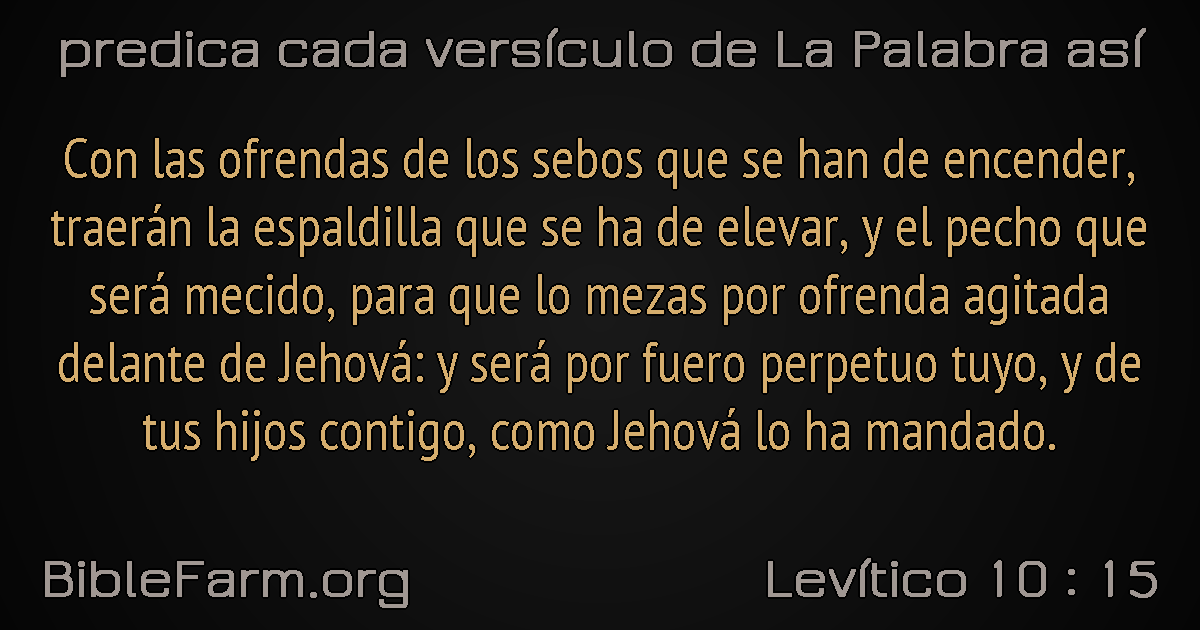 predica cada versículo de La Palabra así
Con las ofrendas de los sebos que se han de encender,
traerán la espaldilla que se ha de elevar, y el pecho que
será mecido, para que lo mezas por ofrenda agitada
delante de Jehová: y será por fuero perpetuo tuyo, y de
tus hijos contigo, como Jehová lo ha mandado.
BibleFarm.org
Levítico 10 : 15